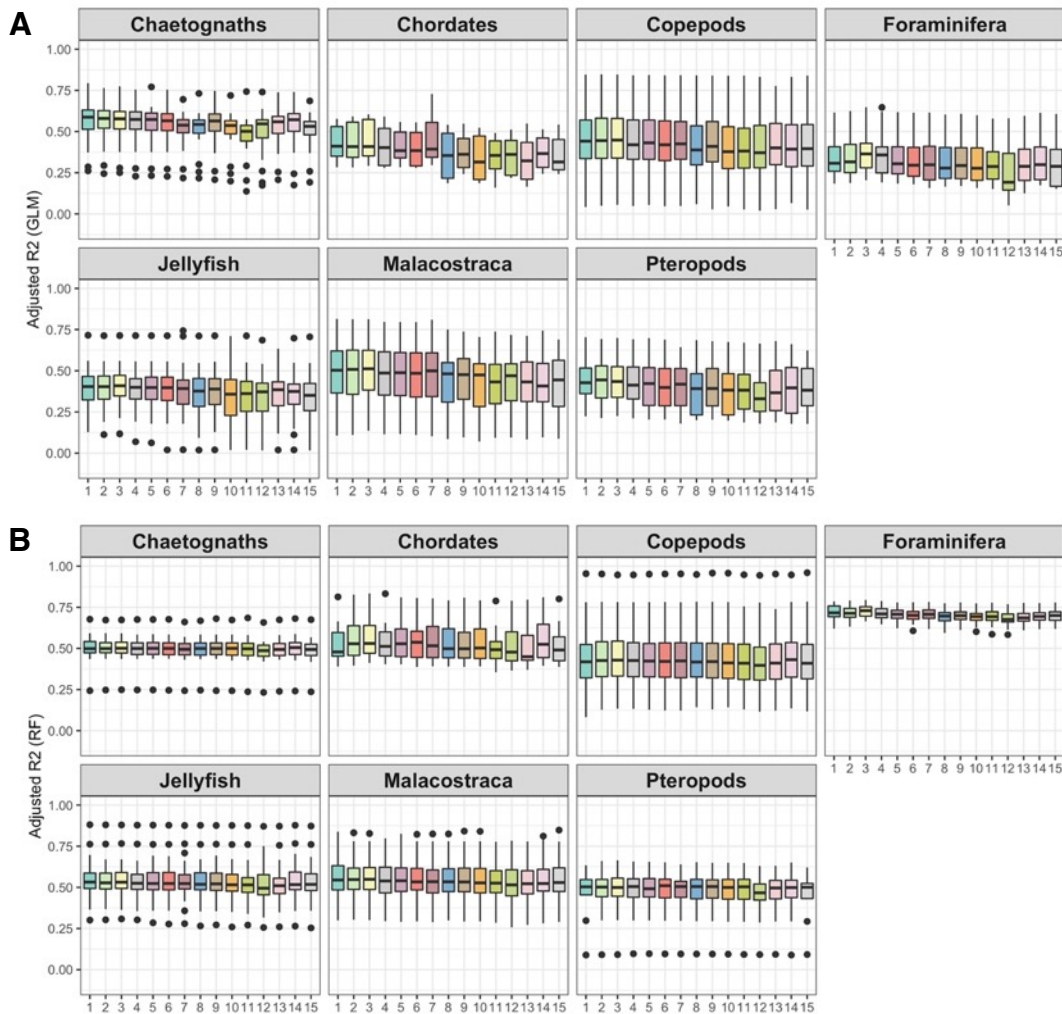 A
Chaetognaths Chordates Copepods Foraminifera
Adjusted R2 (GLM)
1.00
0.75
0.50
0.25
0.00
1 2 3 4 5 6 7 8 9 10 11 12 13 14 15
Jellyfish Malacostraca Pteropods
1.00
0.75
0.50
0.25
0.00
1 2 3 4 5 6 7 8 9 10 11 12 13 14 15 1 2 3 4 5 6 7 8 9 10 11 12 13 14 15 1 2 3 4 5 6 7 8 9 10 11 12 13 14 15
B
Chaetognaths Chordates Copepods Foraminifera
Adjusted R2 (RF)
1.00
0.75
0.50
0.25
0.00
1 2 3 4 5 6 7 8 9 10 11 12 13 14 15
Jellyfish Malacostraca Pteropods
1.00
0.75
0.50
0.25
0.00
1 2 3 4 5 6 7 8 9 10 11 12 13 14 15 1 2 3 4 5 6 7 8 9 10 11 12 13 14 15 1 2 3 4 5 6 7 8 9 10 11 12 13 14 15